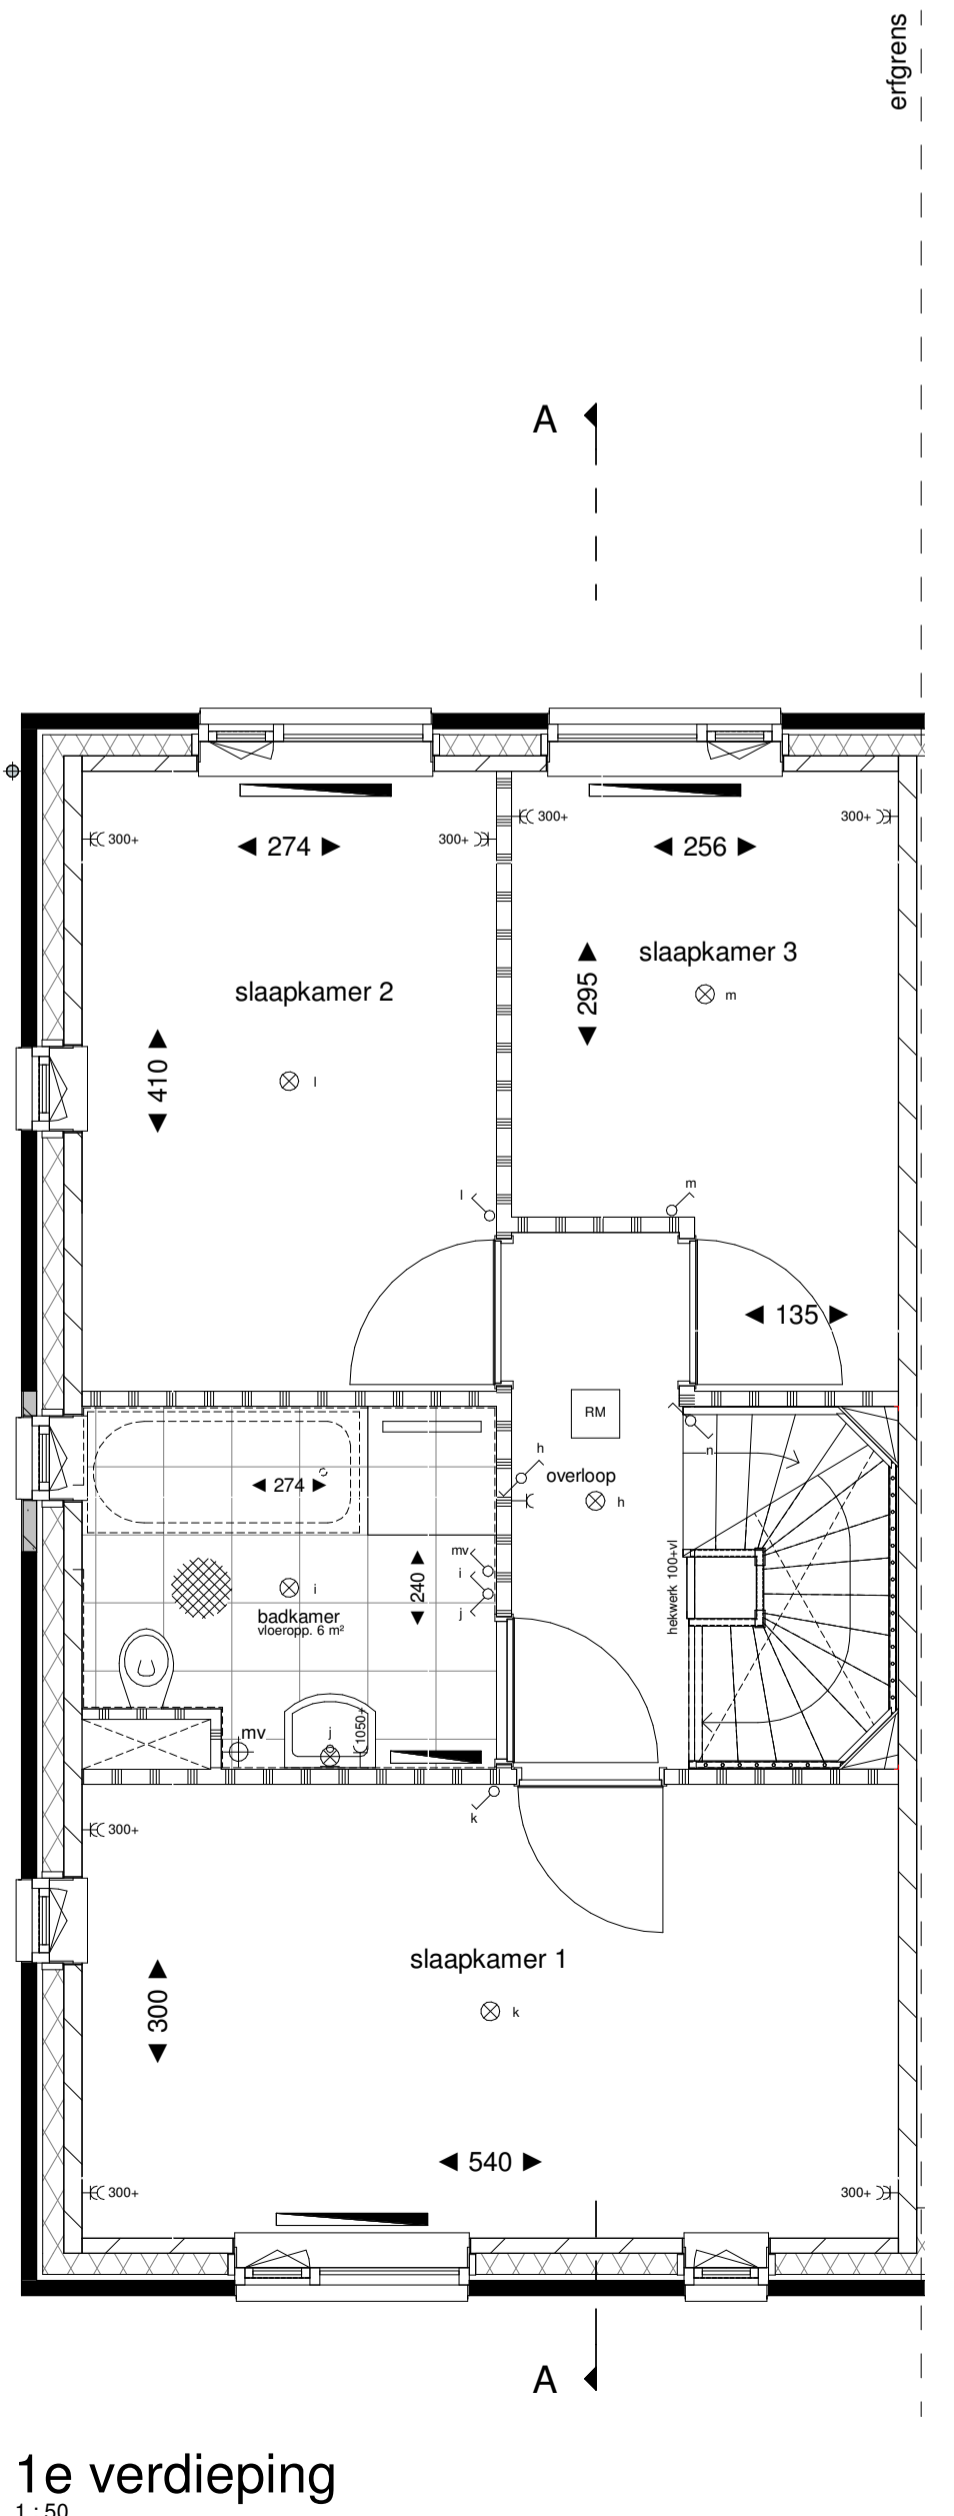 erfgrens
A
300+
300+
300+
300+
274
256
slaapkamer 3
295
m
slaapkamer 2
410
l
l
m
135
RM
n
h
overloop
274
h
mv
i
j
240
i
badkamer
vloeropp. 6 m²
hekwerk 100+vl
mv
j
1050+
k
300+
slaapkamer 1
k
300
540
300+
300+
A
1e verdieping
1 : 50